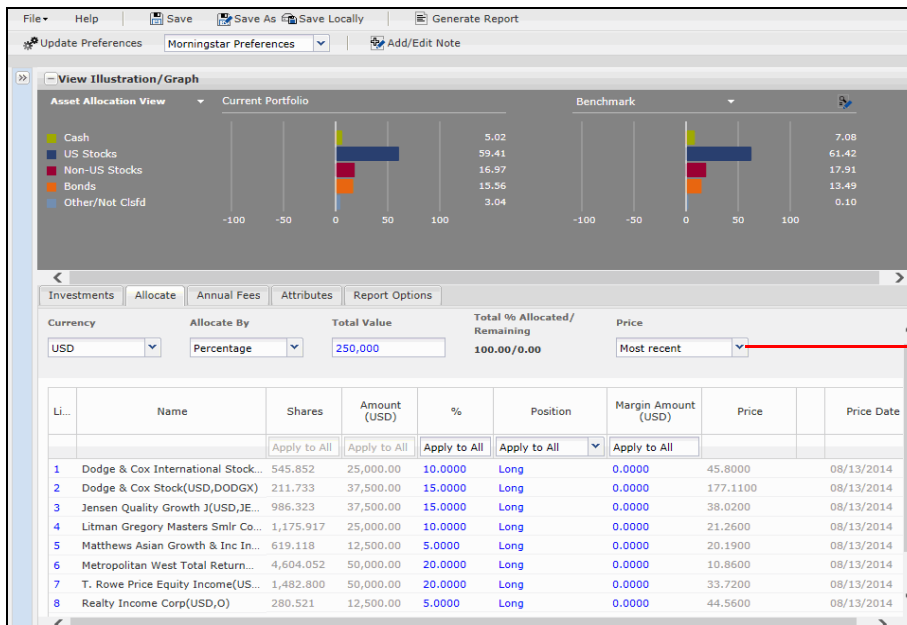 File Help Save Save As Save Locally Generate Report
Update Preferences Morningstar Preferences Add/Edit Note
View Illustration/Graph
Asset Allocation View Current Portfolio Benchmark
Cash 5.02 7.08
US Stocks 59.41 61.42
Non-US Stocks 16.97 17.91
Bonds 15.56 13.49
Other/Not Clsfd 3.04 0.10
-100 -50 0 50 100 -100 -50 0 50 100
Investments Allocate Annual Fees Attributes Report Options
Currency Allocate By Total Value Total % Allocated/ Remaining Price
USD Percentage 250,000 100.00/0.00 Most recent
Li... Name Shares Amount (USD) % Position Margin Amount (USD) Price Price Date
Apply to All Apply to All Apply to All Apply to All Apply to All
1 Dodge & Cox International Stock... 545.852 25,000.00 10.0000 Long 0.0000 45.8000 08/13/2014
2 Dodge & Cox Stock(USD,DODGX) 211.733 37,500.00 15.0000 Long 0.0000 177.1100 08/13/2014
3 Jensen Quality Growth J(USD,JE... 986.323 37,500.00 15.0000 Long 0.0000 38.0200 08/13/2014
4 Litman Gregory Masters Smlr Co... 1,175.917 25,000.00 10.0000 Long 0.0000 21.2600 08/13/2014
5 Matthews Asian Growth & Inc In... 619.118 12,500.00 5.0000 Long 0.0000 20.1900 08/13/2014
6 Metropolitan West Total Return... 4,604.052 50,000.00 20.0000 Long 0.0000 10.8600 08/13/2014
7 T. Rowe Price Equity Income(US... 1,482.800 50,000.00 20.0000 Long 0.0000 33.7200 08/13/2014
8 Realty Income Corp(USD,O) 280.521 12,500.00 5.0000 Long 0.0000 44.5600 08/13/2014